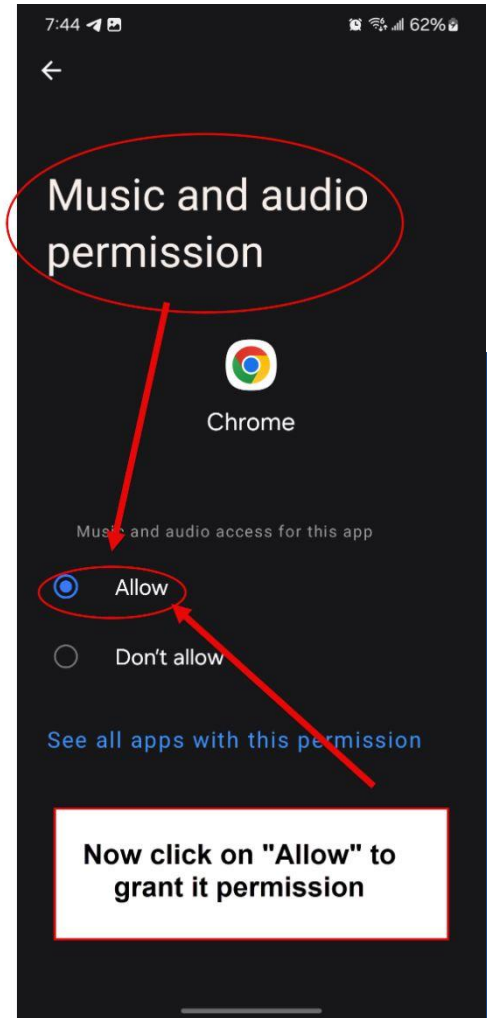 7:44 62%
Music and audio
permission
Chrome
Music and audio access for this app
Allow
Don't allow
See all apps with this permission
Now click on "Allow" to
grant it permission